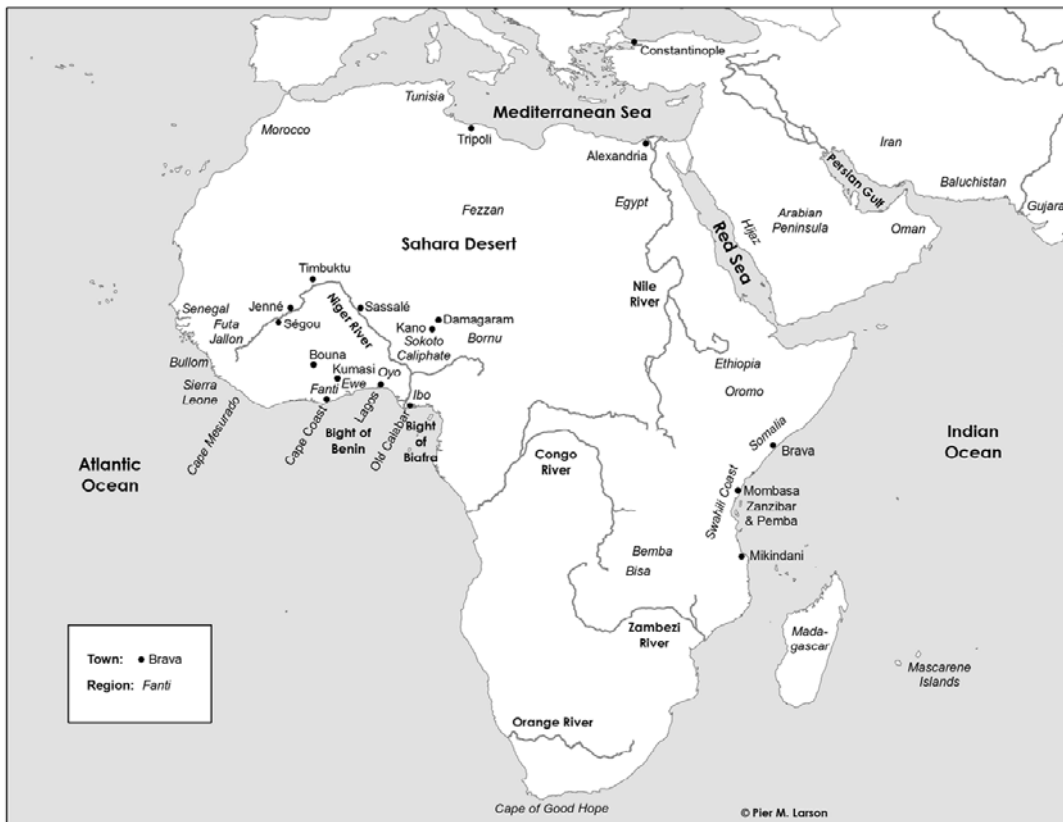 Constantinople
Tunisia
Mediterranean Sea
Morocco
Tripoli
Alexandria
Iran
Persian Gulf
Baluchistan
Gujara
Fezzan
Egypt
Hijaz
Arabian
Peninsula
Oman
Sahara Desert
Red Sea
Timbuktu
Nile
River
Senegal
Jenné
Niger River
Sassalé
Futa
Jallon
Ségou
Damagaram
Kano
Sokoto
Caliphate
Bornu
Bullom
Bouna
Kumasi
Oyo
Ethiopia
Sierra
Leone
Fanti
Ewe
Ibo
Oromo
Cape Mesurado
Cape Coast
Lagos
Old Calabar
Bight of
Benin
Bight
of
Biafra
Somalia
Brava
Indian
Ocean
Atlantic
Ocean
Congo
River
Swahili Coast
Mombasa
Zanzibar
& Pemba
Bemba
Bisa
Mikindani
Zambezi
River
Mada-
gascar
Mascarene
Islands
Town: Brava
Region: Fanti
Orange River
Cape of Good Hope
© Pier M. Larson